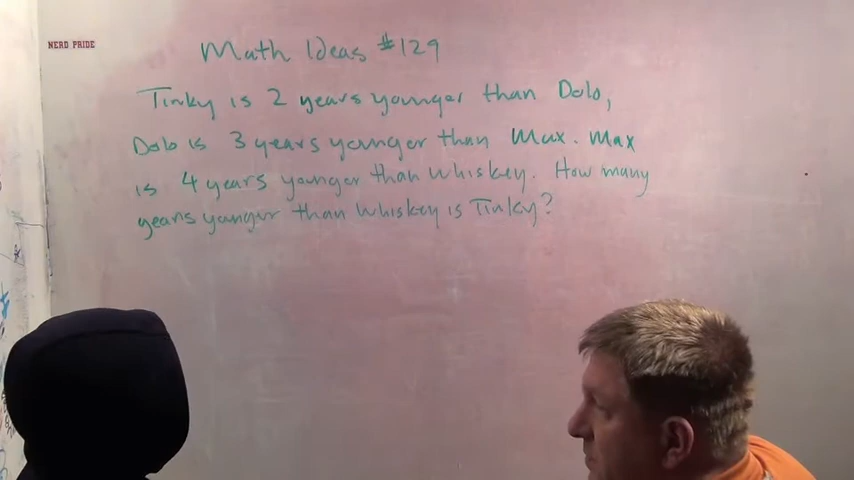 NERD PRIDE
Math Ideas #129
Tinky is 2 years younger than Dolo,
Dolo is 3 years younger than Max. Max
is 4 years younger than Whiskey. How many
years younger than Whiskey is Tinky?